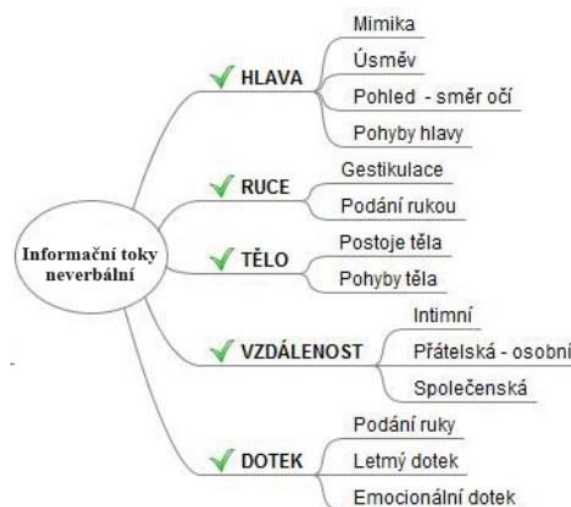 Informační toky
neverbální
HLAVA
Mimika
Úsměv
Pohled - směr očí
Pohyby hlavy
RUCE
Gestikulace
Podání rukou
TĚLO
Postoje těla
Pohyby těla
VZDÁLENOST
Intimní
Přátelská - osobní
Společenská
DOTEK
Podání ruky
Letmý dotek
Emocionální dotek